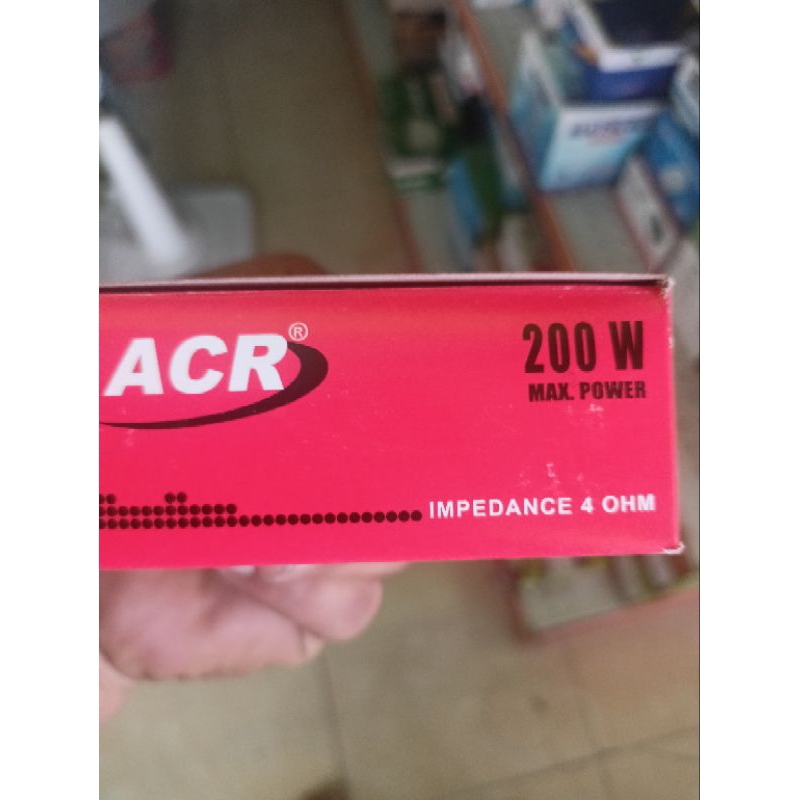 ACR®
200 W
MAX. POWER
IMPEDANCE 4 OHM